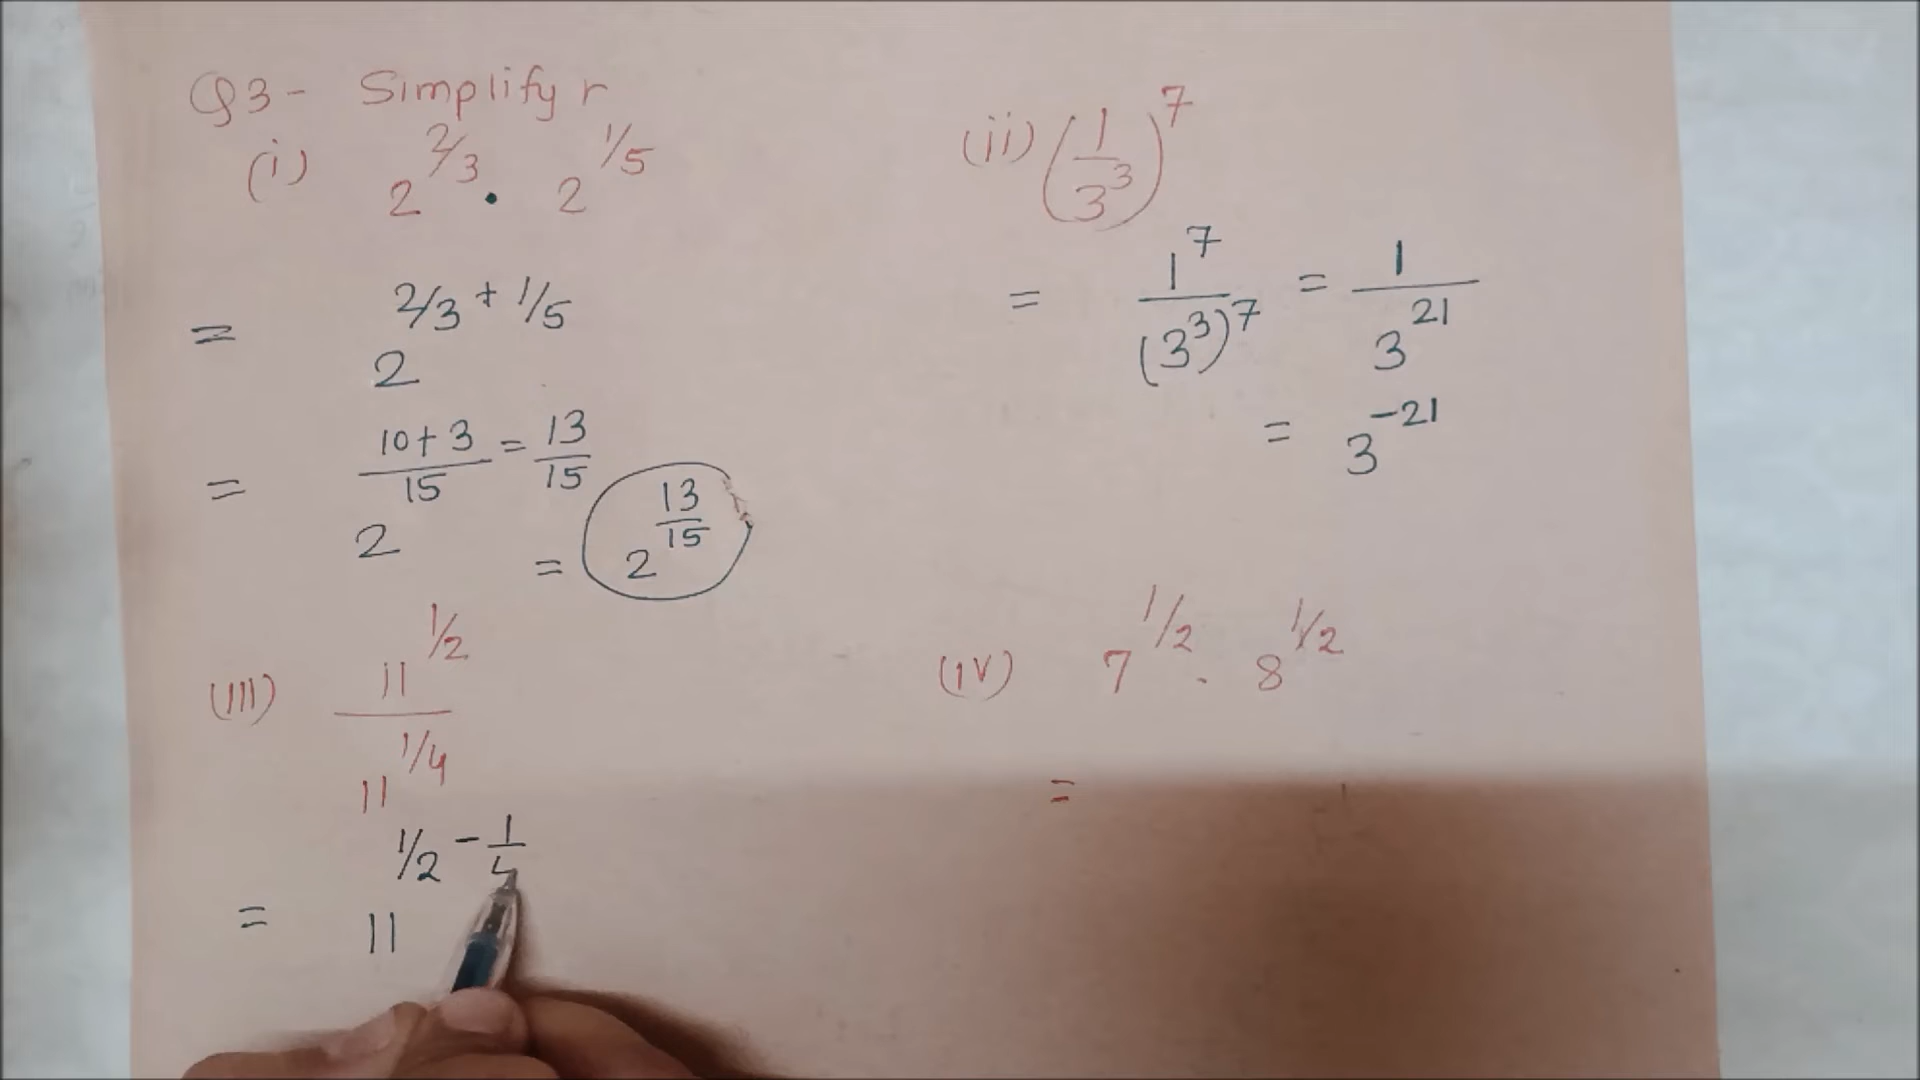 Q3- Simplify r
(i) 2^2/3 . 2^1/5
= 2^2/3 + 1/5
= 2^(10+3)/15 = 13/15
= 2^13/15
(ii) (1/3^3)^7
= 1^7/(3^3)^7 = 1/3^21
= 3^-21
(III) 11^1/2 / 11^1/4
= 11^1/2 - 1/4
(IV) 7^1/2 . 8^1/2
=